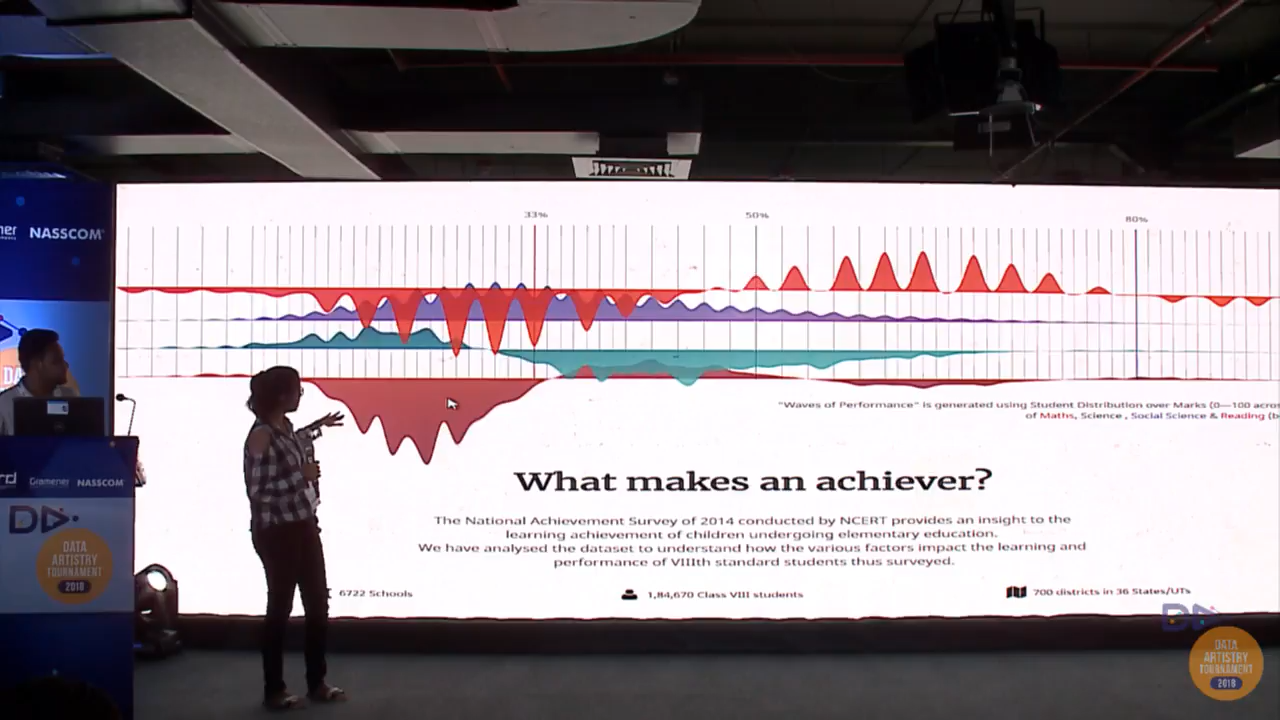 33%
50%
80%
NASSCOM
"Waves of Performance" is generated using Student Distribution over Marks (0—100
of Maths, Science , Social Science & Reading
What makes an achiever?
The National Achievement Survey of 2014 conducted by NCERT provides an insight to the
learning achievement of children undergoing elementary education.
We have analysed the dataset to understand how the various factors impact the learning and
performance of VIIIth standard students thus surveyed.
6722 Schools
1,84,670 Class VIII students
700 districts in 36 States/UTs
Gramener NASSCOM
DATA
ARTISTRY
TOURNAMENT
2018
DATA
ARTISTRY
TOURNAMENT
2018